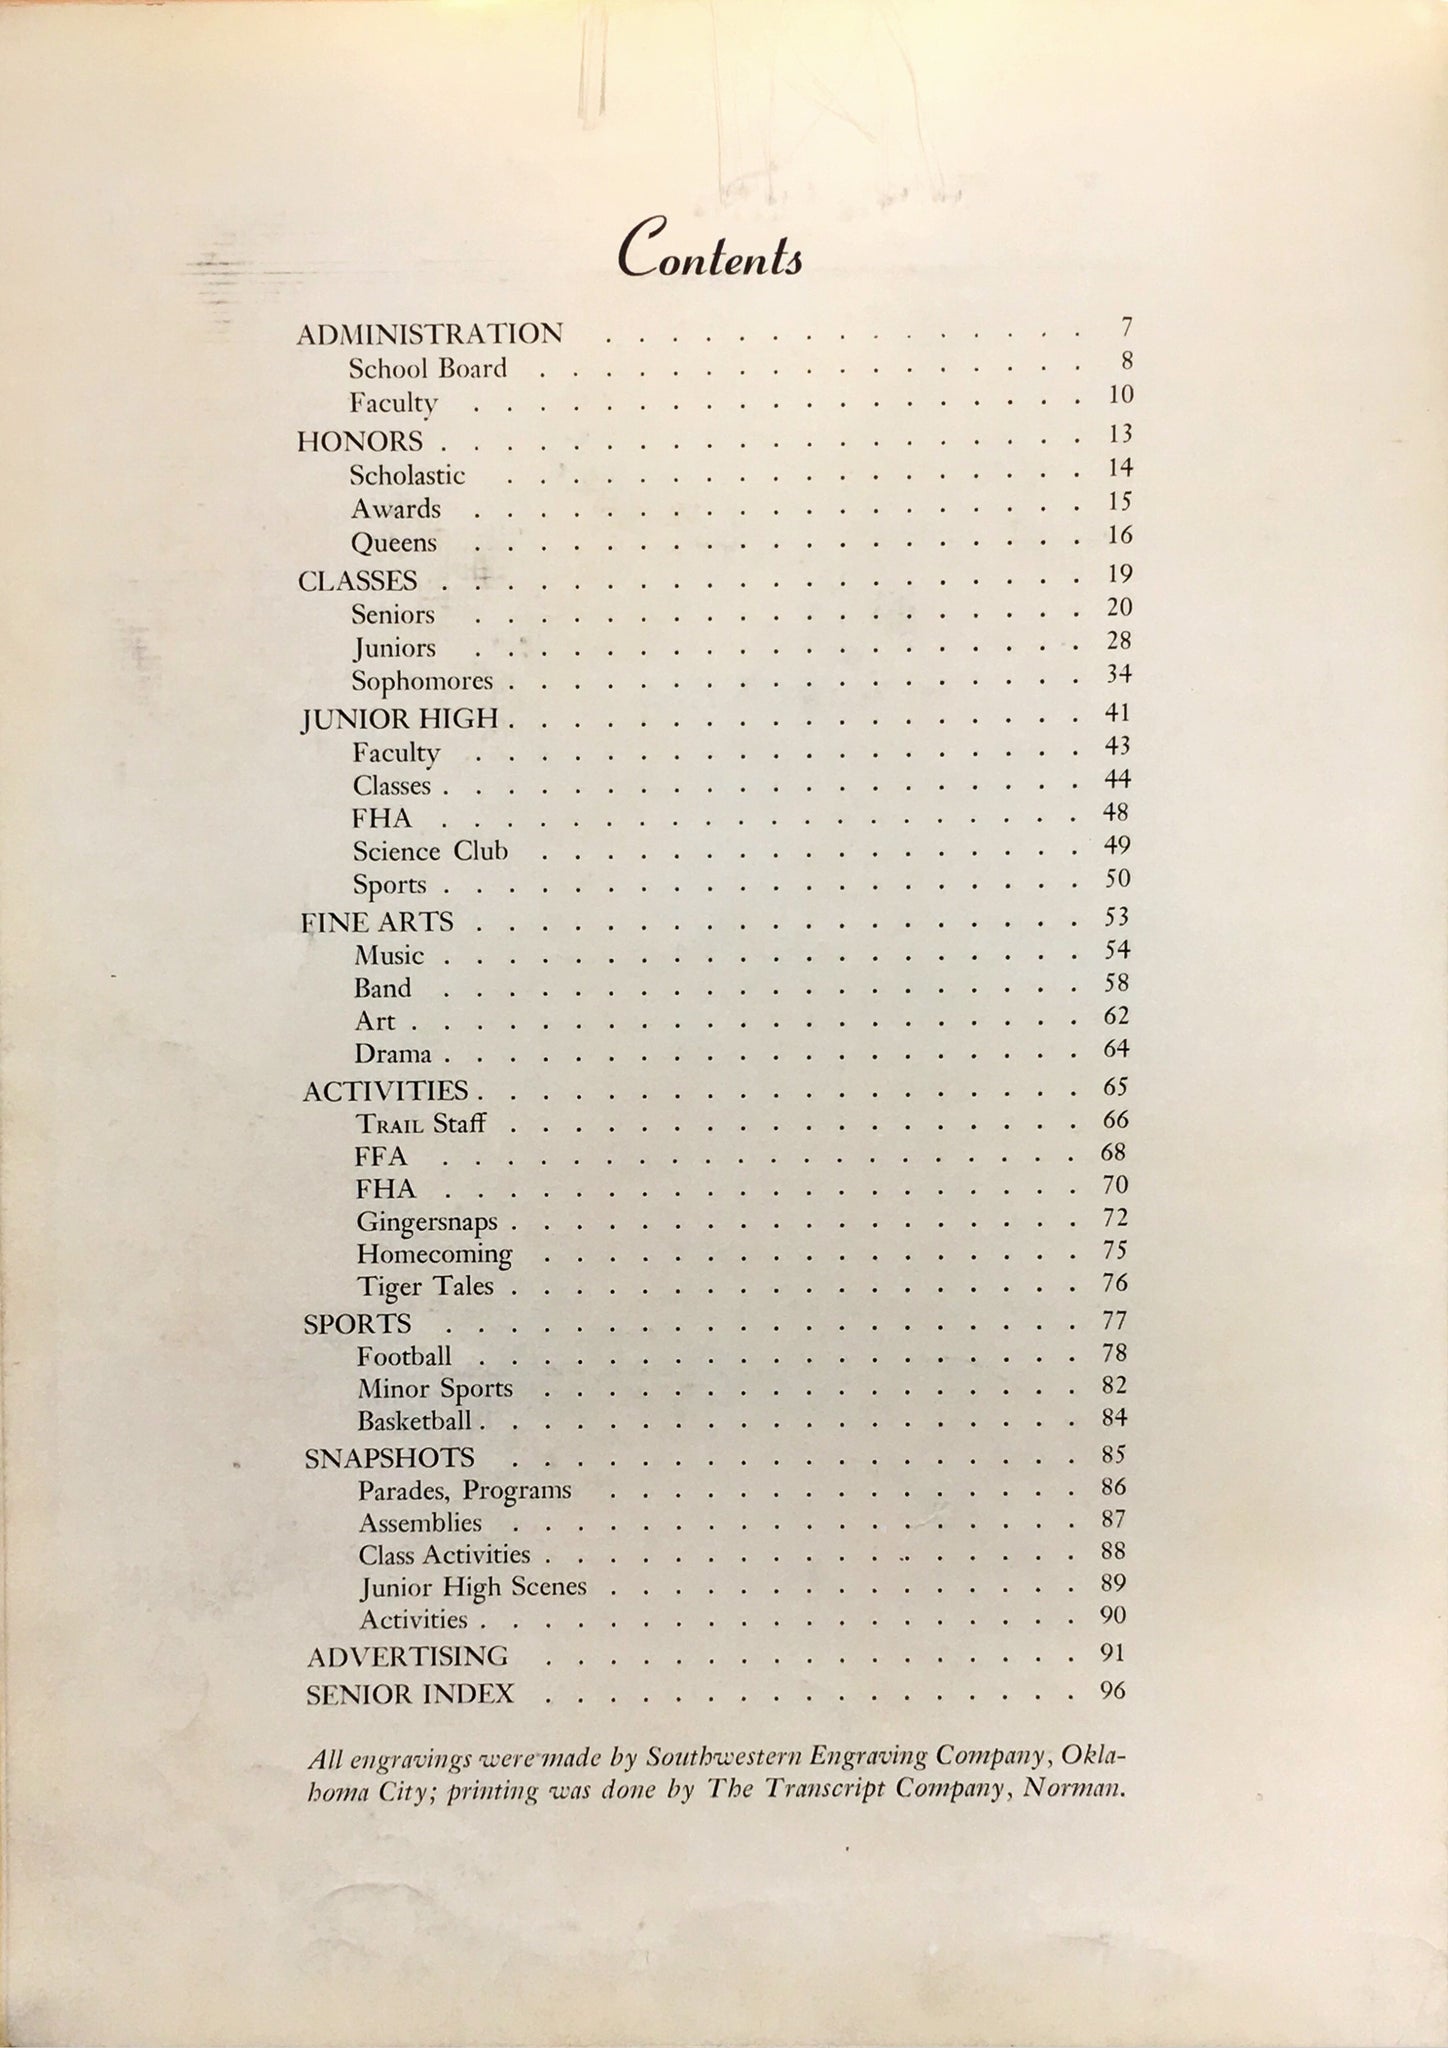 Contents
ADMINISTRATION . . . . . . . . . . . . . . . 7
School Board . . . . . . . . . . . . . . . . . 8
Faculty . . . . . . . . . . . . . . . . . . . 10
HONORS . . . . . . . . . . . . . . . . . . . . 13
Scholastic . . . . . . . . . . . . . . . . . . 14
Awards . . . . . . . . . . . . . . . . . . . 15
Queens . . . . . . . . . . . . . . . . . . . 16
CLASSES . . . . . . . . . . . . . . . . . . . . 19
Seniors . . . . . . . . . . . . . . . . . . . 20
Juniors . . . . . . . . . . . . . . . . . . . 28
Sophomores . . . . . . . . . . . . . . . . . . 34
JUNIOR HIGH . . . . . . . . . . . . . . . . . . 41
Faculty . . . . . . . . . . . . . . . . . . . 43
Classes . . . . . . . . . . . . . . . . . . . . 44
FHA . . . . . . . . . . . . . . . . . . . . 48
Science Club . . . . . . . . . . . . . . . . . 49
Sports . . . . . . . . . . . . . . . . . . . . 50
FINE ARTS . . . . . . . . . . . . . . . . . . . 53
Music . . . . . . . . . . . . . . . . . . . . 54
Band . . . . . . . . . . . . . . . . . . . . 58
Art . . . . . . . . . . . . . . . . . . . . . 62
Drama . . . . . . . . . . . . . . . . . . . . 64
ACTIVITIES . . . . . . . . . . . . . . . . . . . 65
TRAIL Staff . . . . . . . . . . . . . . . . . . 66
FFA . . . . . . . . . . . . . . . . . . . . 68
FHA . . . . . . . . . . . . . . . . . . . . 70
Gingersnaps . . . . . . . . . . . . . . . . . . 72
Homecoming . . . . . . . . . . . . . . . . . 75
Tiger Tales . . . . . . . . . . . . . . . . . . 76
SPORTS . . . . . . . . . . . . . . . . . . . . 77
Football . . . . . . . . . . . . . . . . . . . 78
Minor Sports . . . . . . . . . . . . . . . . . 82
Basketball . . . . . . . . . . . . . . . . . . . 84
SNAPSHOTS . . . . . . . . . . . . . . . . . . 85
Parades, Programs . . . . . . . . . . . . . . . 86
Assemblies . . . . . . . . . . . . . . . . . . 87
Class Activities . . . . . . . . . . . . . . . . . 88
Junior High Scenes . . . . . . . . . . . . . . . 89
Activities . . . . . . . . . . . . . . . . . . . 90
ADVERTISING . . . . . . . . . . . . . . . . . 91
SENIOR INDEX . . . . . . . . . . . . . . . . . 96
All engravings were made by Southwestern Engraving Company, Okla-
homa City; printing was done by The Transcript Company, Norman.